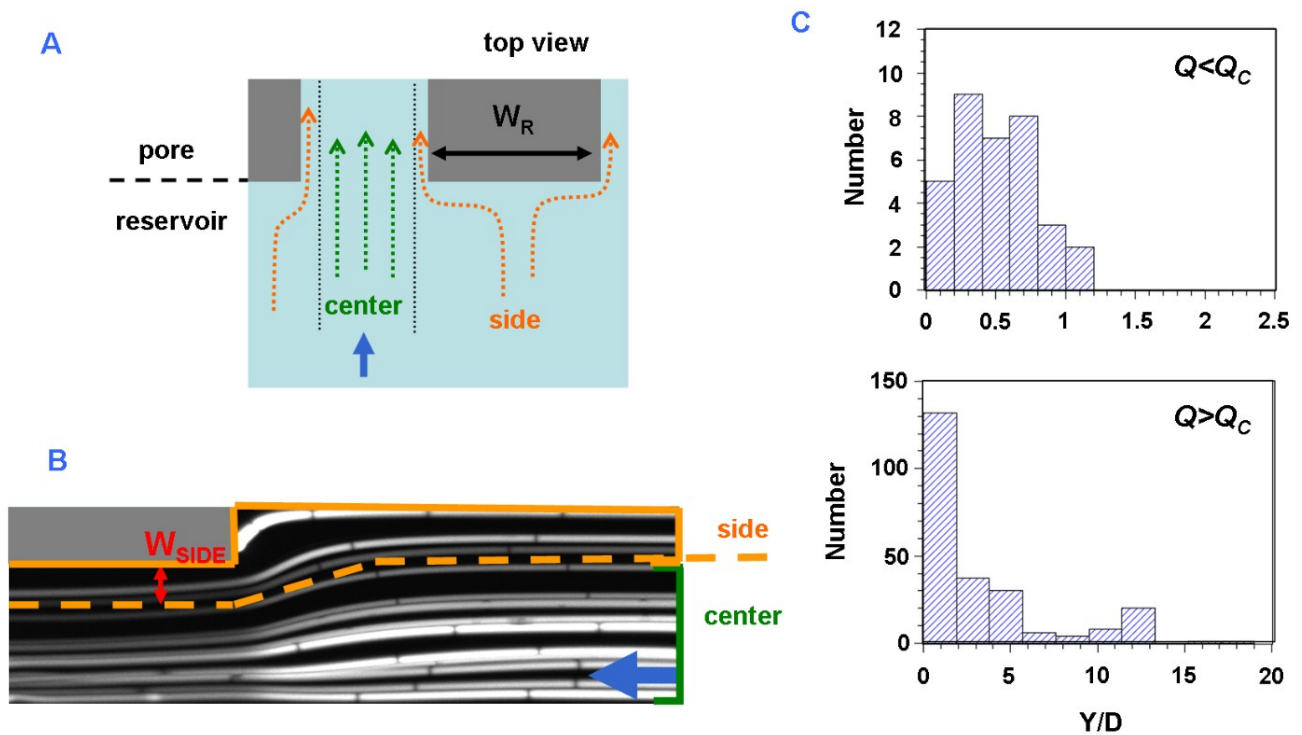 A
top view
W_R
pore
reservoir
center
side
B
W_SIDE
side
center
C
Number
12
10
8
6
4
2
0
Q<Q_C
0 0.5 1 1.5 2 2.5
Number
150
100
50
0
Q>Q_C
0 5 10 15 20
Y/D